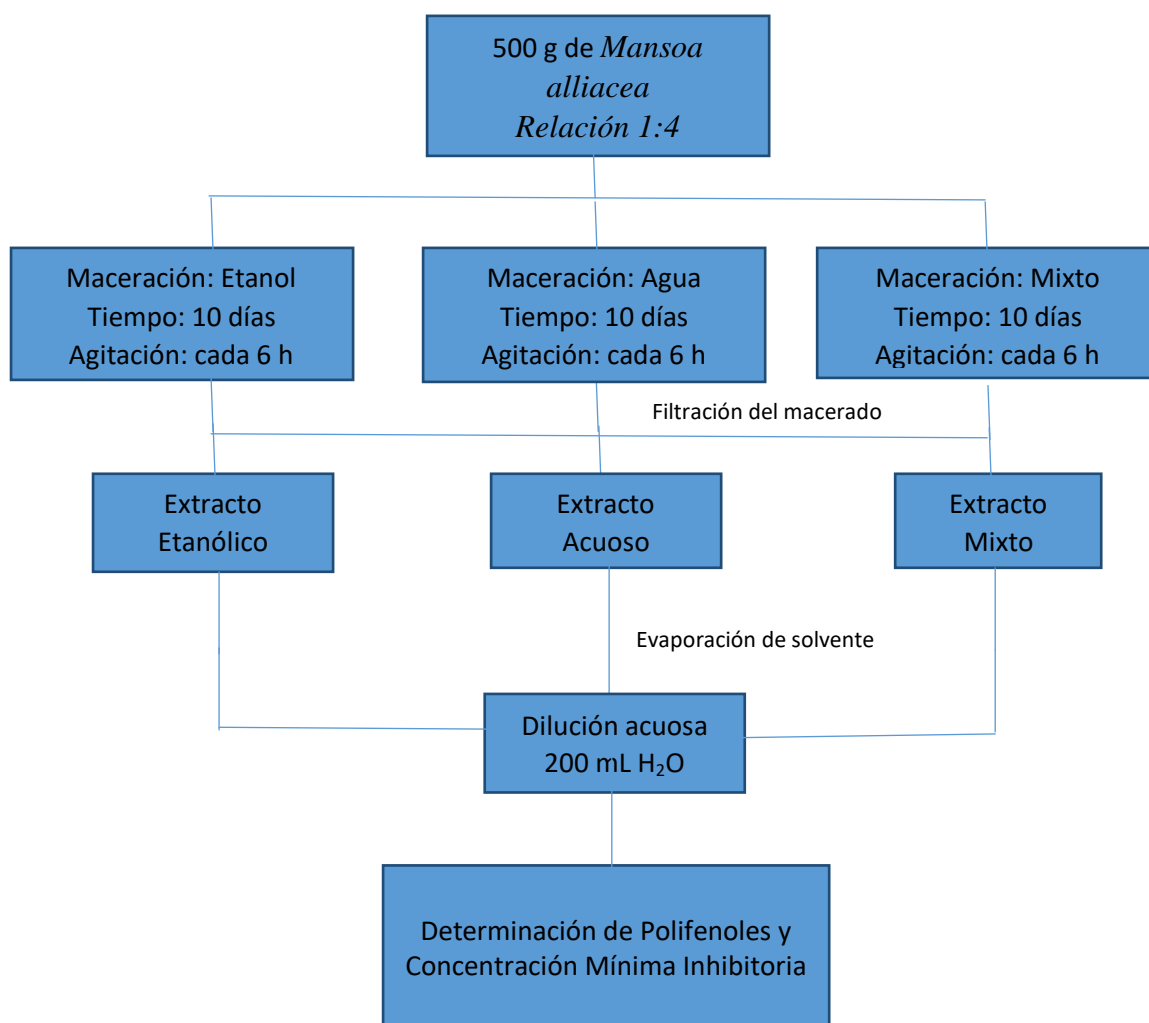 500 g de Mansoa
alliacea
Relación 1:4
Maceración: Etanol
Tiempo: 10 días
Agitación: cada 6 h
Maceración: Agua
Tiempo: 10 días
Agitación: cada 6 h
Maceración: Mixto
Tiempo: 10 días
Agitación: cada 6 h
Filtración del macerado
Extracto
Etanólico
Extracto
Acuoso
Extracto
Mixto
Evaporación de solvente
Dilución acuosa
200 mL H₂O
Determinación de Polifenoles y
Concentración Mínima Inhibitoria